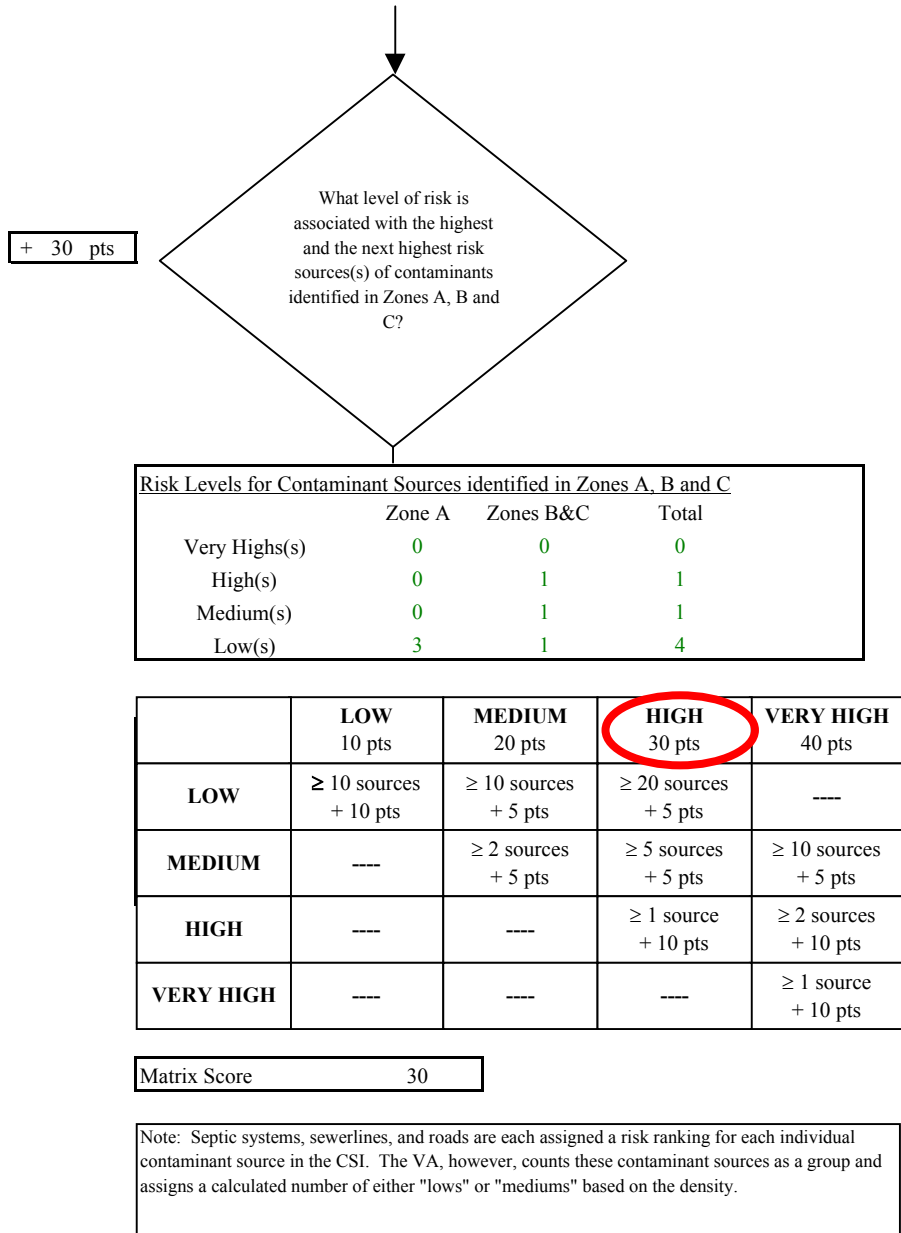 What level of risk is
associated with the highest
and the next highest risk
sources(s) of contaminants
identified in Zones A, B and
C?
+ 30 pts
Risk Levels for Contaminant Sources identified in Zones A, B and C
Zone A Zones B&C Total
Very Highs(s) 0 0 0
High(s) 0 1 1
Medium(s) 0 1 1
Low(s) 3 1 4
LOW MEDIUM HIGH VERY HIGH
10 pts 20 pts 30 pts 40 pts
LOW ≥ 10 sources ≥ 10 sources ≥ 20 sources ----
+ 10 pts + 5 pts + 5 pts
MEDIUM ---- ≥ 2 sources ≥ 5 sources ≥ 10 sources
+ 5 pts + 5 pts + 5 pts
HIGH ---- ---- ≥ 1 source ≥ 2 sources
+ 10 pts + 10 pts
VERY HIGH ---- ---- ---- ≥ 1 source
+ 10 pts
Matrix Score 30
Note: Septic systems, sewerlines, and roads are each assigned a risk ranking for each individual
contaminant source in the CSI. The VA, however, counts these contaminant sources as a group and
assigns a calculated number of either "lows" or "mediums" based on the density.